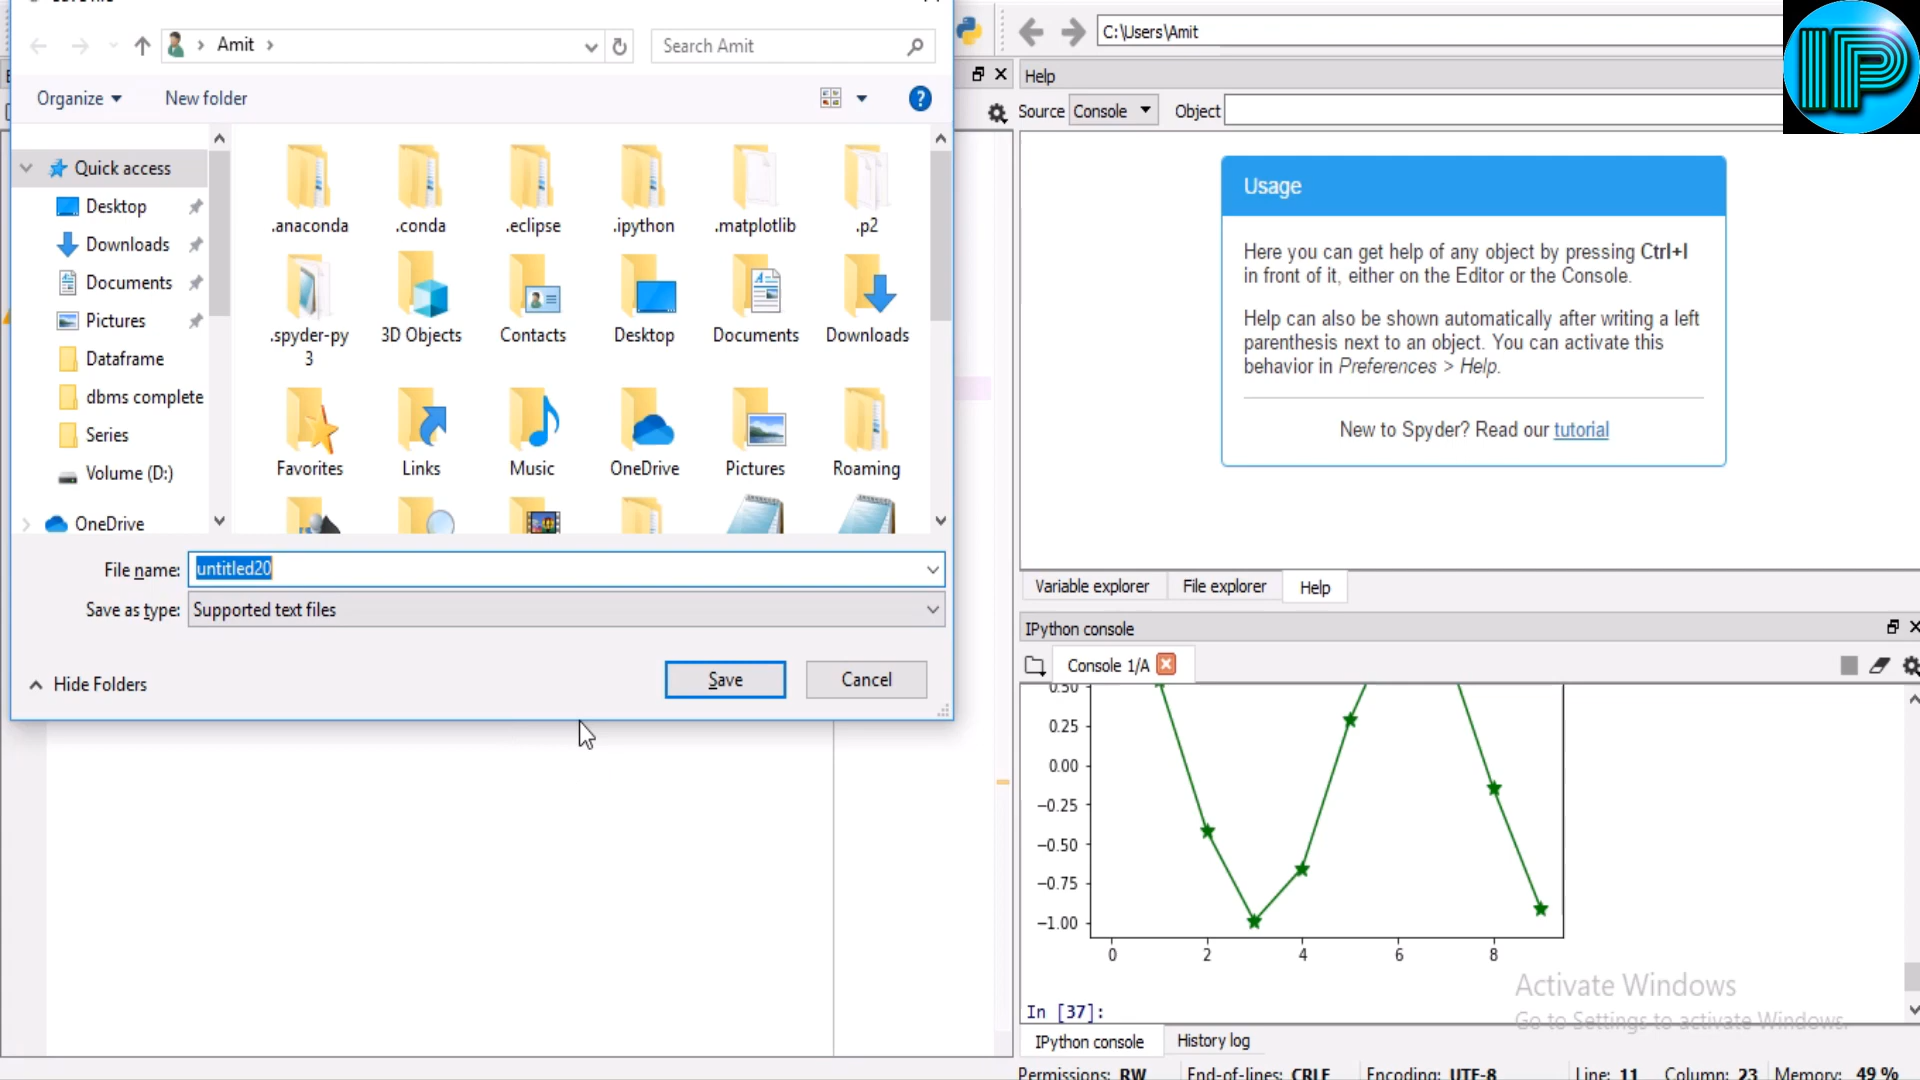 Amit
Search Amit
C:\Users\Amit
IP
Organize
New folder
Help
Source
Console
Object
Quick access
Desktop
Downloads
Documents
Pictures
Dataframe
dbms complete
Series
Volume (D:)
OneDrive
.anaconda
.conda
.eclipse
.ipython
.matplotlib
.p2
.spyder-py
3
3D Objects
Contacts
Desktop
Documents
Downloads
Favorites
Links
Music
OneDrive
Pictures
Roaming
File name:
untitled20
Save as type:
Supported text files
Hide Folders
Save
Cancel
Usage
Here you can get help of any object by pressing Ctrl+I
in front of it, either on the Editor or the Console.
Help can also be shown automatically after writing a left
parenthesis next to an object. You can activate this
behavior in Preferences > Help.
New to Spyder? Read our tutorial
Variable explorer
File explorer
Help
IPython console
Console 1/A
0.50
0.25
0.00
−0.25
−0.50
−0.75
−1.00
0
2
4
6
8
In [37]:
Activate Windows
Go to Settings to activate Windows.
IPython console
History log
Permissions: RW
End-of-lines: CRLF
Encoding: UTF-8
Line: 11
Column: 23
Memory: 49 %